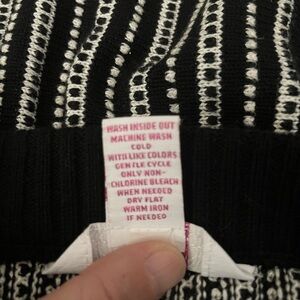 WASH INSIDE OUT
MACHINE WASH
COLD
WITH LIKE COLORS
GENTLE CYCLE
ONLY NON-
CHLORINE BLEACH
WHEN NEEDED
DRY FLAT
WARM IRON
IF NEEDED